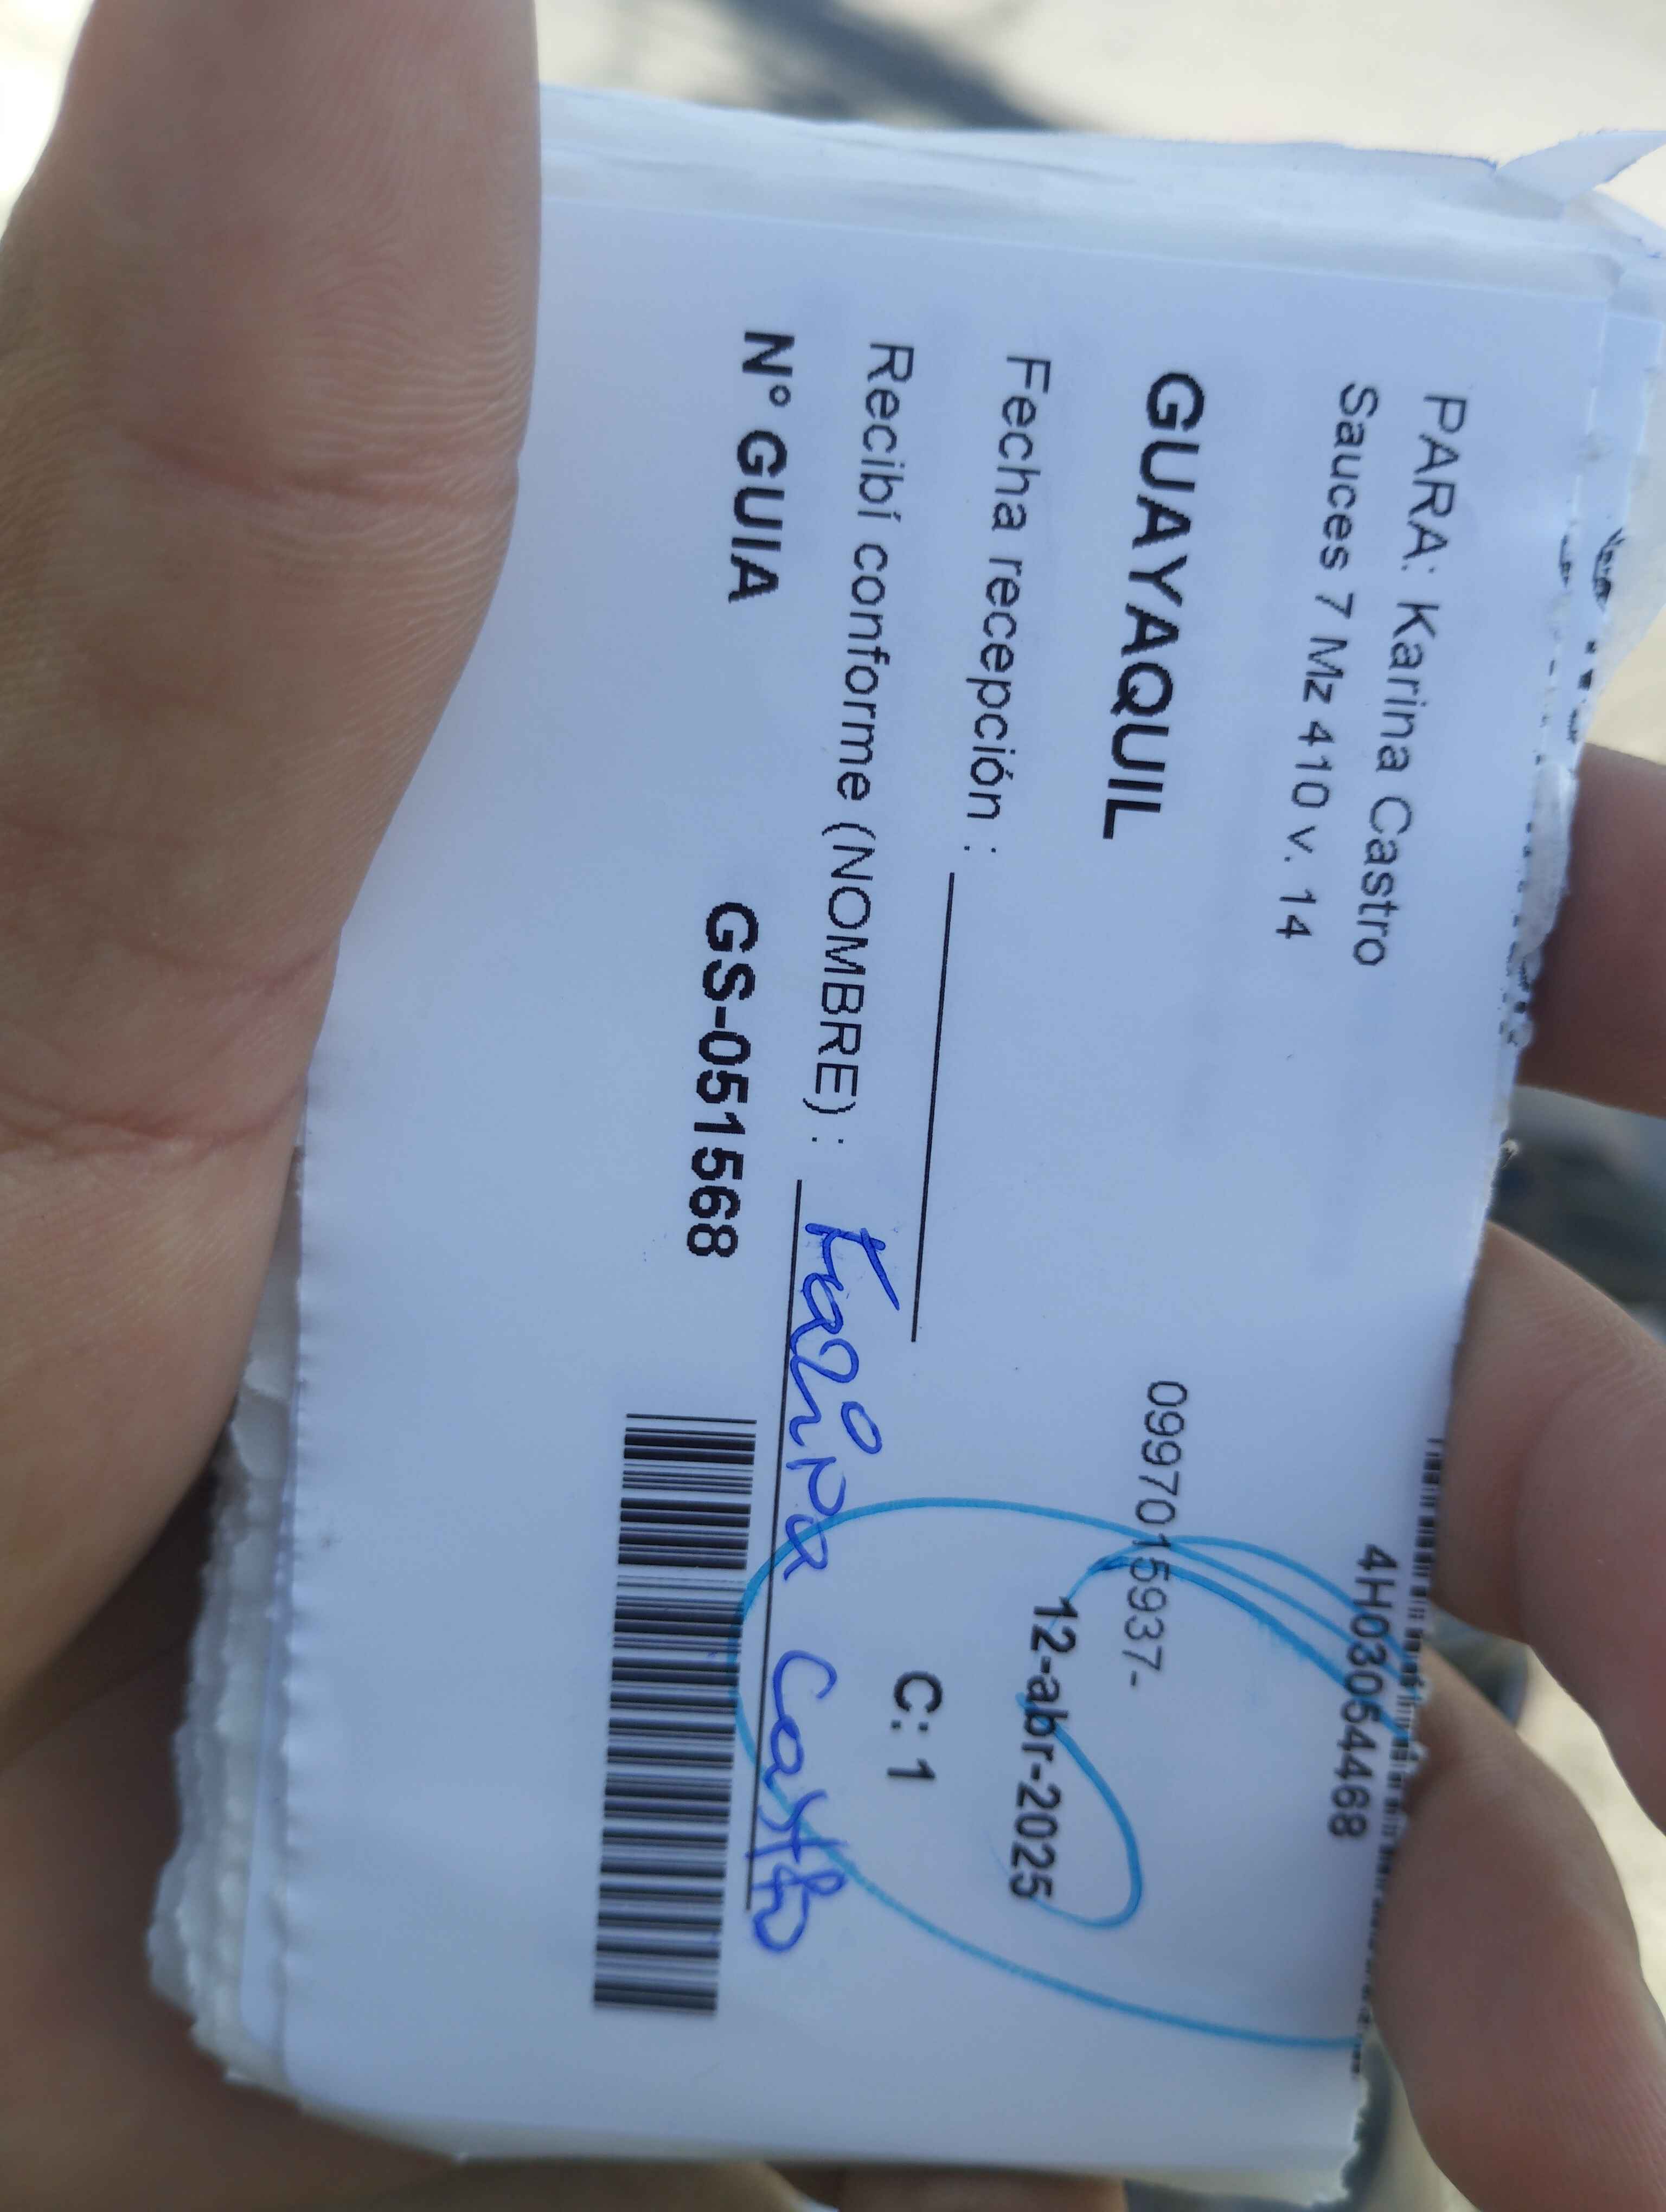 4H03064468
PARA: Karina Castro
Sauces 7 Mz 410 v. 14
GUAYAQUIL 0997015937-
Fecha recepción : 12-abr-2025
Recibí conforme (NOMBRE) : Karina Castro C: 1
Nº GUIA GS-051568